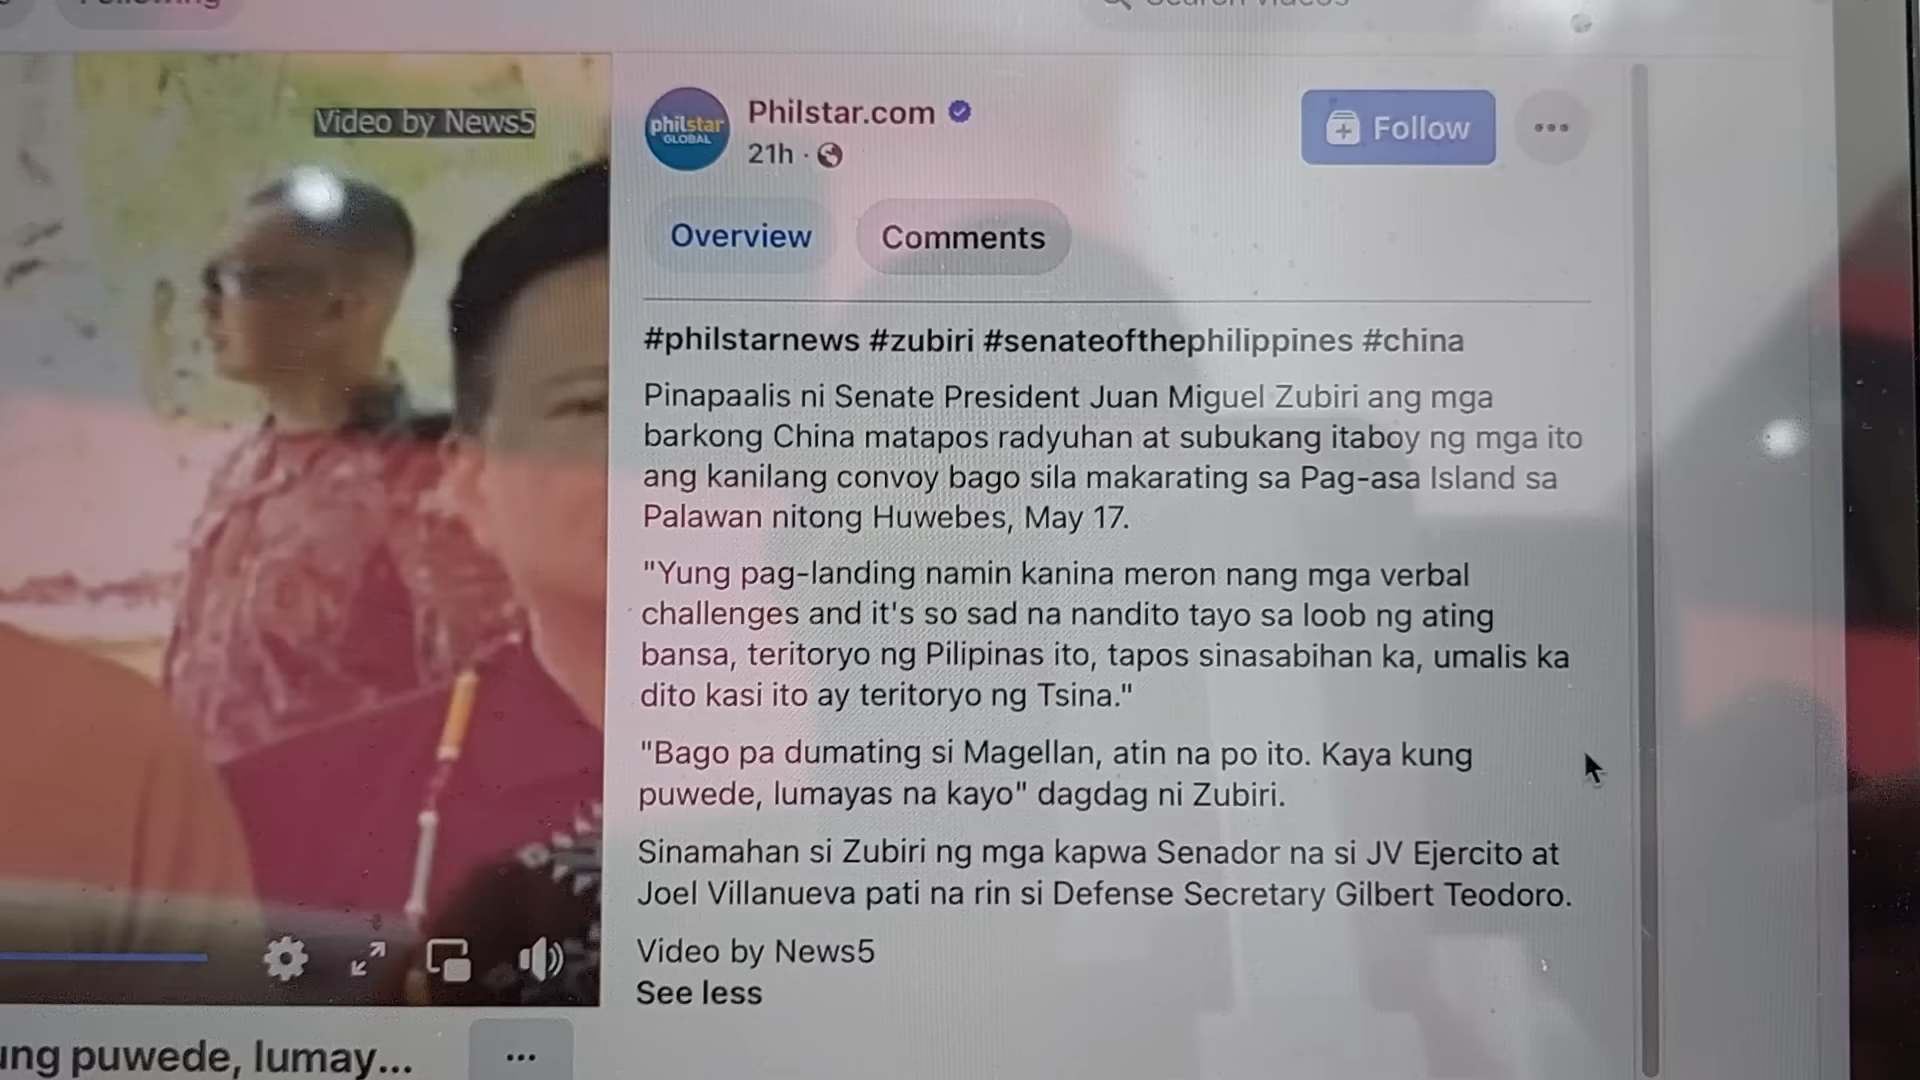 Following
Search videos
Video by News5
philstar
GLOBAL
Philstar.com
21h ·
Follow
Overview
Comments
#philstarnews #zubiri #senateofthephilippines #china
Pinapaalis ni Senate President Juan Miguel Zubiri ang mga
barkong China matapos radyuhan at subukang itaboy ng mga ito
ang kanilang convoy bago sila makarating sa Pag-asa Island sa
Palawan nitong Huwebes, May 17.
"Yung pag-landing namin kanina meron nang mga verbal
challenges and it's so sad na nandito tayo sa loob ng ating
bansa, teritoryo ng Pilipinas ito, tapos sinasabihan ka, umalis ka
dito kasi ito ay teritoryo ng Tsina."
"Bago pa dumating si Magellan, atin na po ito. Kaya kung
puwede, lumayas na kayo" dagdag ni Zubiri.
Sinamahan si Zubiri ng mga kapwa Senador na si JV Ejercito at
Joel Villanueva pati na rin si Defense Secretary Gilbert Teodoro.
Video by News5
See less
ung puwede, lumay...